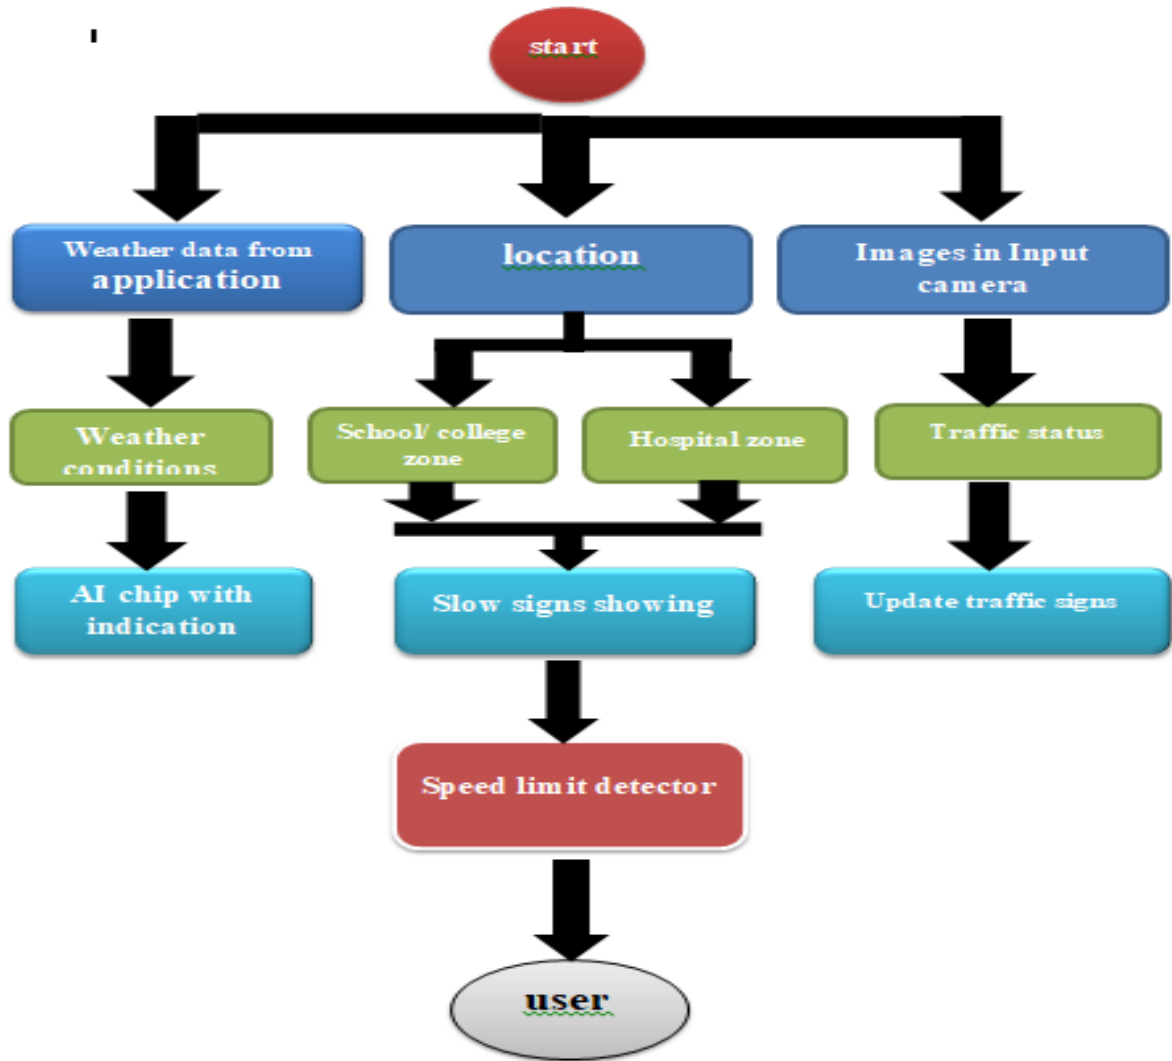 start
Weather data from
application
location
Images in Input
camera
Weather
conditions
School/ college
zone
Hospital zone
Traffic status
AI chip with
indication
Slow signs showing
Update traffic signs
Speed limit detector
user